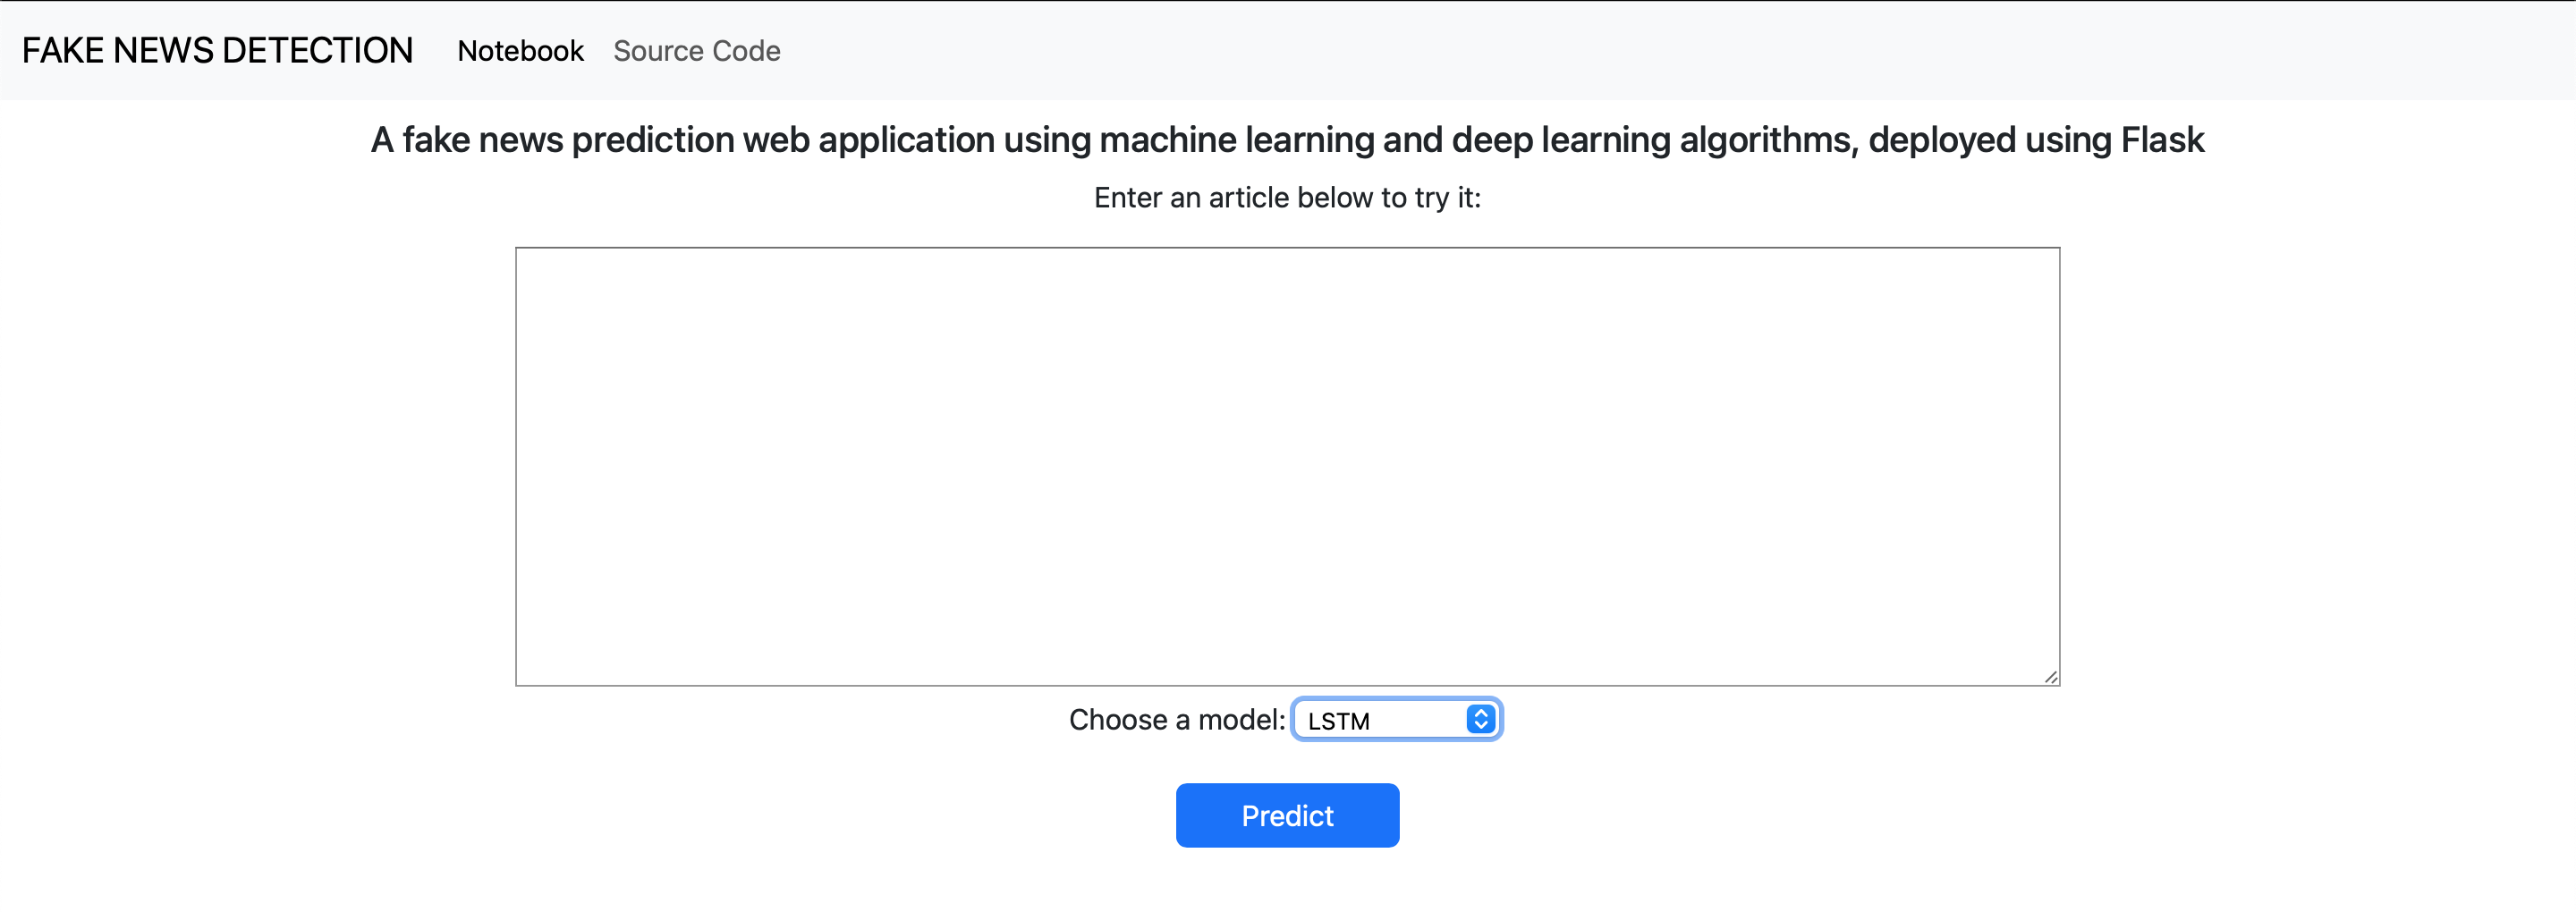 FAKE NEWS DETECTION Notebook Source Code
A fake news prediction web application using machine learning and deep learning algorithms, deployed using Flask
Enter an article below to try it:
Choose a model: LSTM
Predict